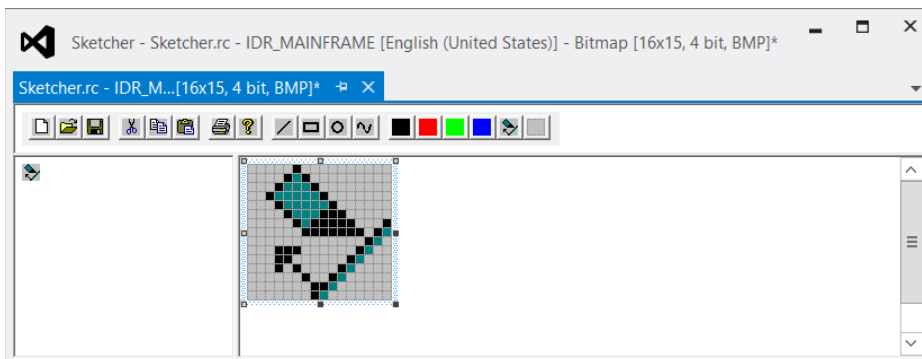 Sketcher - Sketcher.rc - IDR_MAINFRAME [English (United States)] - Bitmap [16x15, 4 bit, BMP]*
Sketcher.rc - IDR_M...[16x15, 4 bit, BMP]*
?